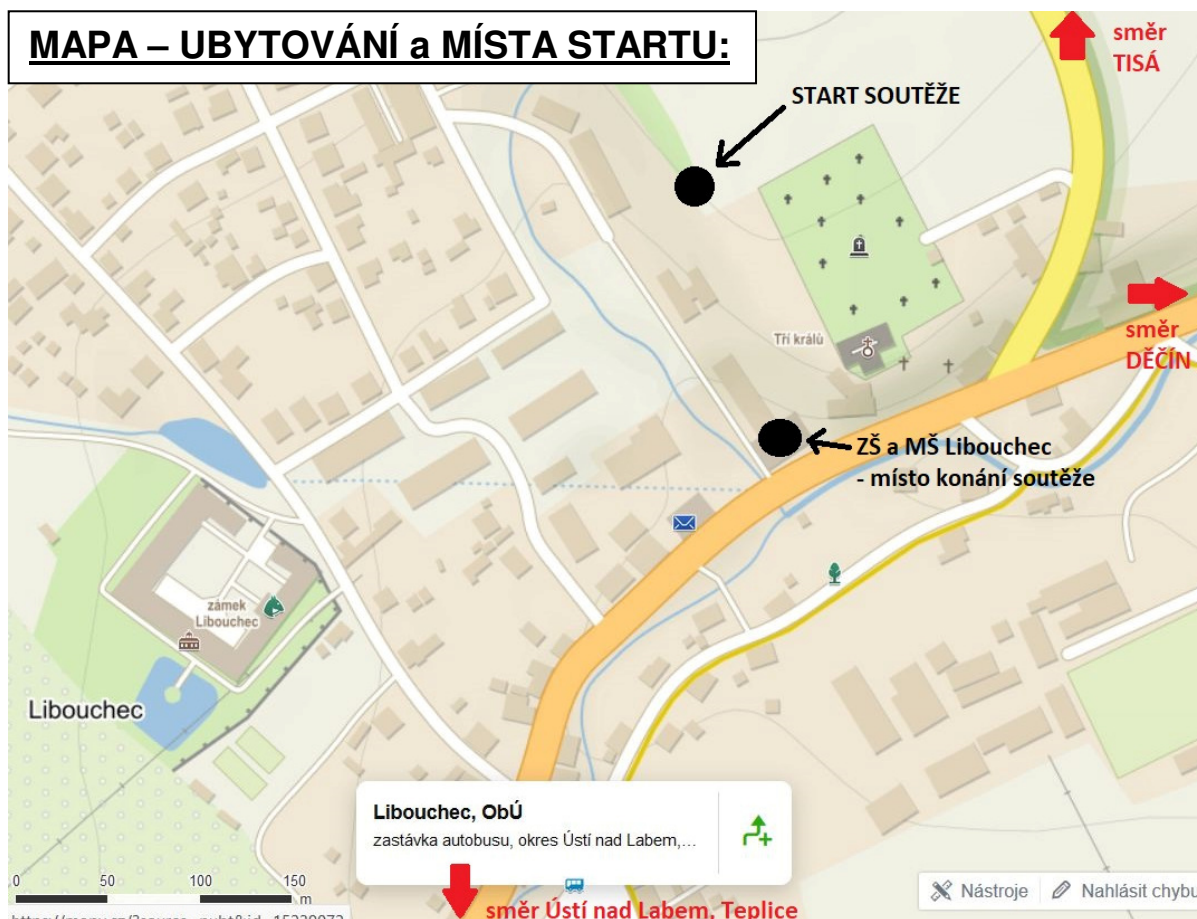 MAPA – UBYTOVÁNÍ a MÍSTA STARTU:
směr
TISÁ
START SOUTĚŽE
směr
DĚČÍN
Tří králů
ZŠ a MŠ Libouchec
- místo konání soutěže
zámek
Libouchec
Libouchec
Libouchec, ObÚ
zastávka autobusu, okres Ústí nad Labem,...
0 50 100 150
m
Nástroje
Nahlásit chybu
směr Ústí nad Labem, Teplice